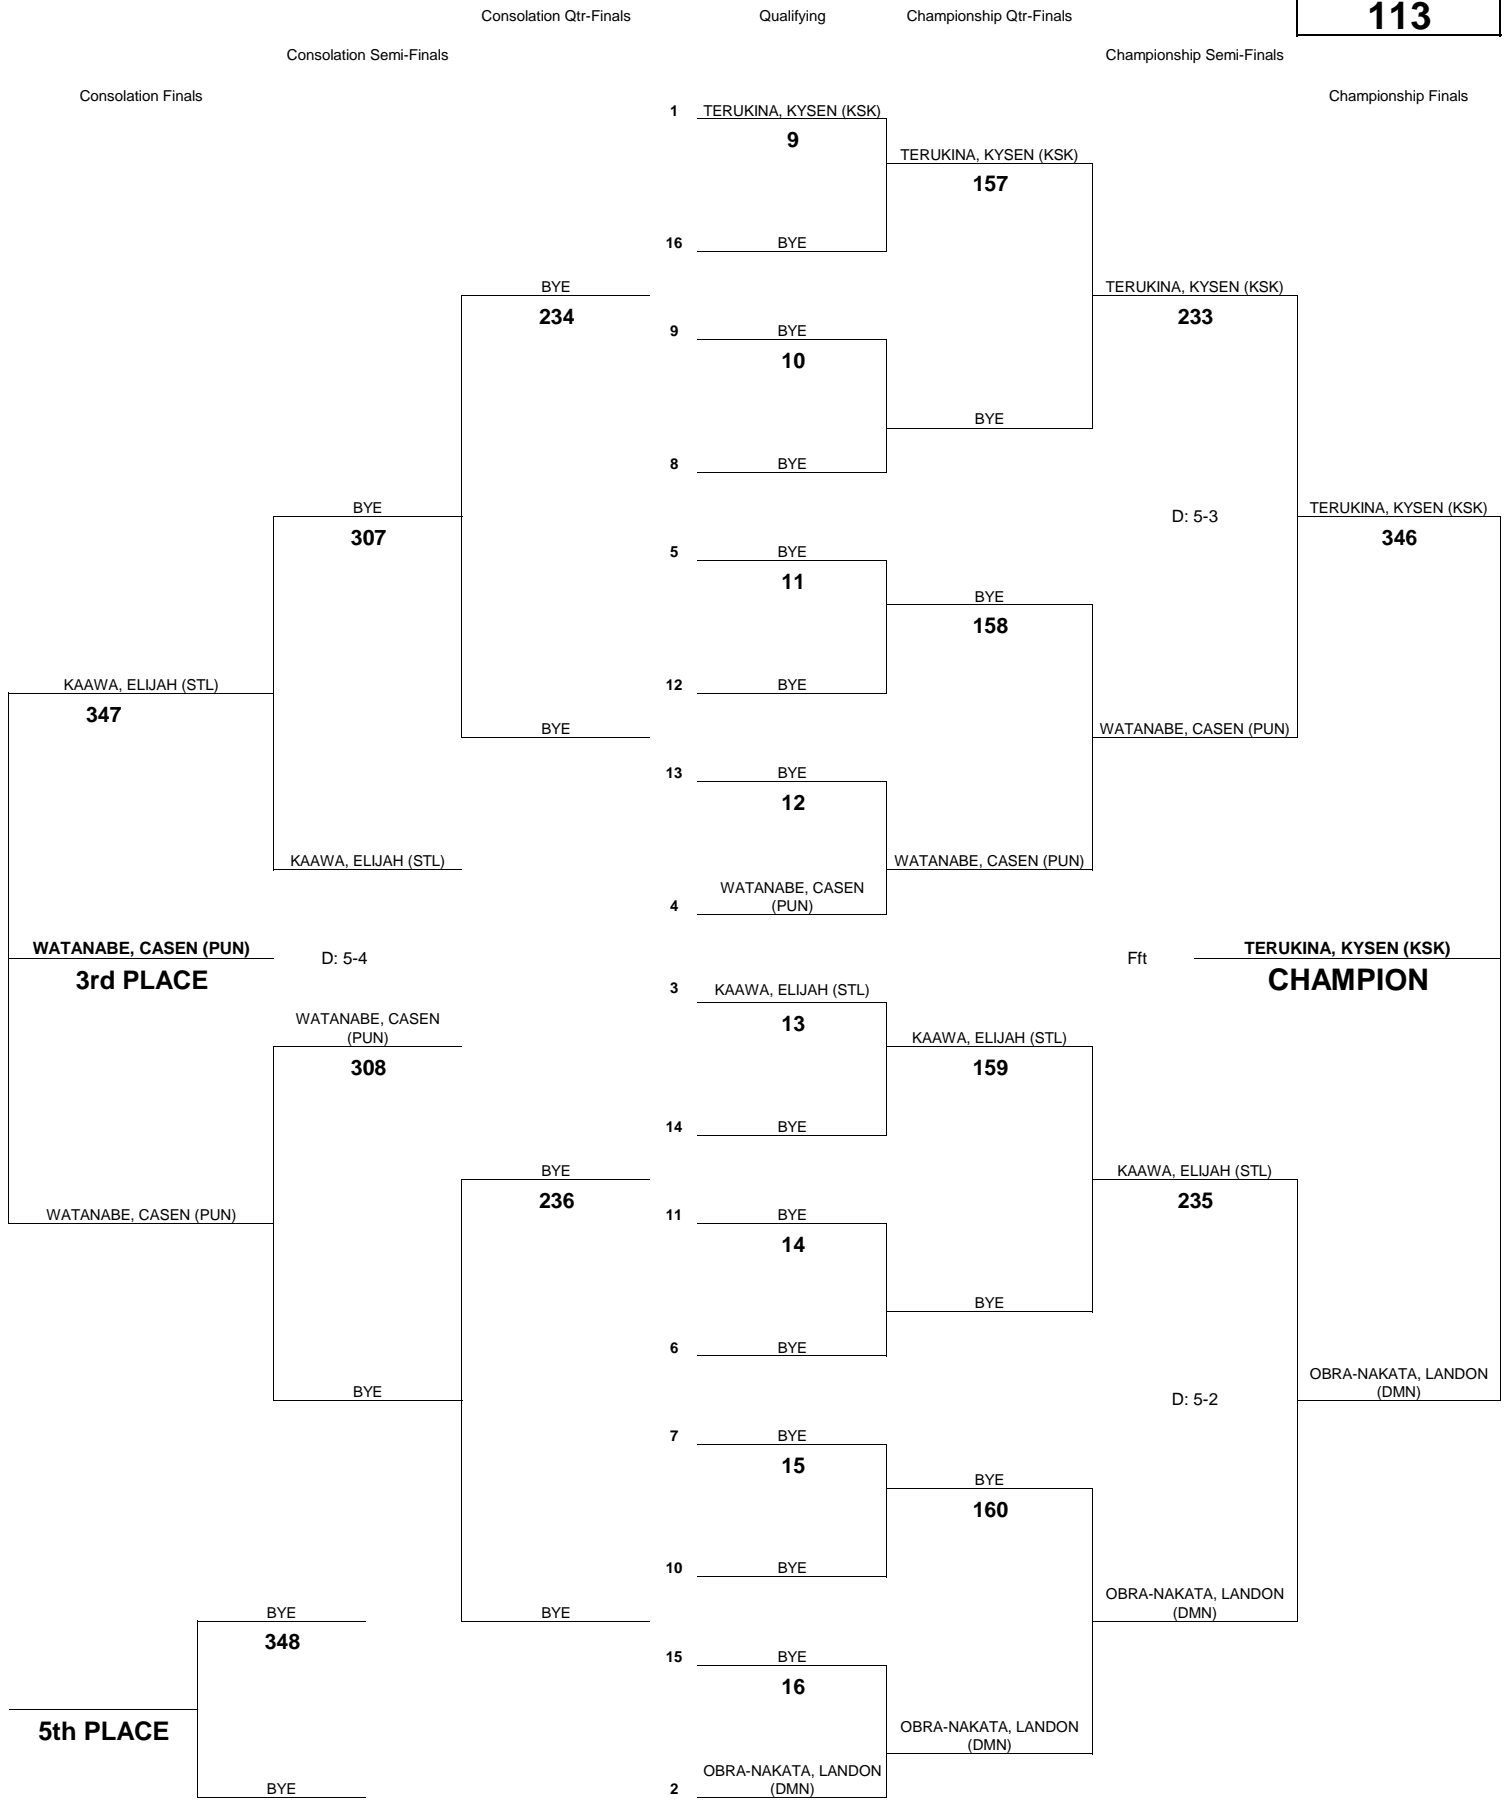 Consolation Qtr-Finals Qualifying Championship Qtr-Finals 113
Consolation Semi-Finals Championship Semi-Finals
Consolation Finals Championship Finals
1 TERUKINA, KYSEN (KSK)
9
TERUKINA, KYSEN (KSK)
157
16 BYE
BYE TERUKINA, KYSEN (KSK)
234 233
9 BYE
10
BYE
8 BYE
BYE D: 5-3 TERUKINA, KYSEN (KSK)
307 346
5 BYE
11
BYE
158
KAAWA, ELIJAH (STL) 12 BYE
347
BYE WATANABE, CASEN (PUN)
13 BYE
12
KAAWA, ELIJAH (STL) WATANABE, CASEN (PUN)
WATANABE, CASEN
4 (PUN)
WATANABE, CASEN (PUN) D: 5-4 Fft TERUKINA, KYSEN (KSK)
3rd PLACE CHAMPION
3 KAAWA, ELIJAH (STL)
WATANABE, CASEN 13
(PUN) KAAWA, ELIJAH (STL)
308 159
14 BYE
BYE KAAWA, ELIJAH (STL)
236 235
WATANABE, CASEN (PUN) 11 BYE
14
BYE
6 BYE
OBRA-NAKATA, LANDON
BYE D: 5-2 (DMN)
7 BYE
15
BYE
160
10 BYE
OBRA-NAKATA, LANDON
BYE BYE (DMN)
348
15 BYE
16
5th PLACE OBRA-NAKATA, LANDON
(DMN)
OBRA-NAKATA, LANDON
BYE 2 (DMN)